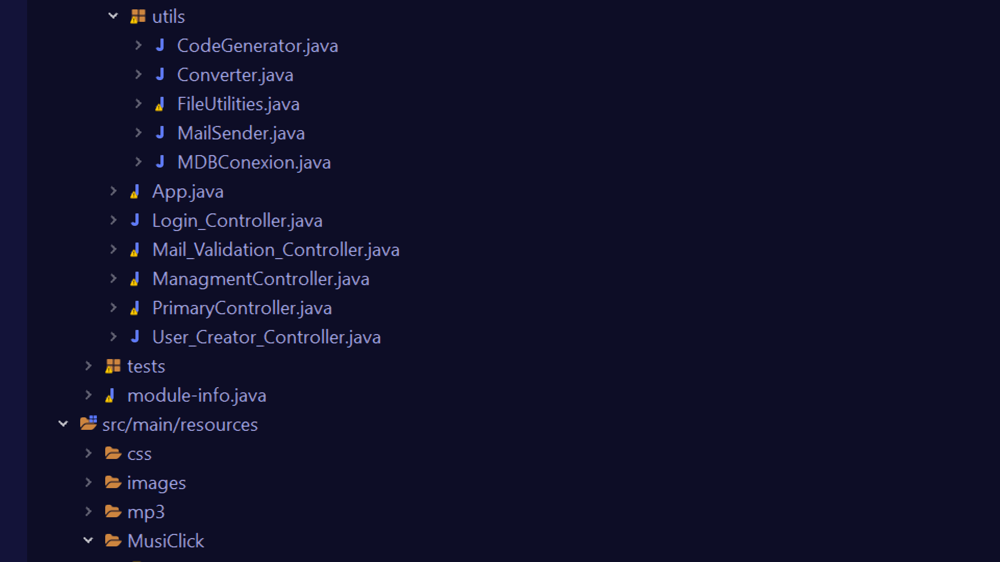 utils
CodeGenerator.java
Converter.java
FileUtilities.java
MailSender.java
MDBConexion.java
App.java
Login_Controller.java
Mail_Validation_Controller.java
ManagmentController.java
PrimaryController.java
User_Creator_Controller.java
tests
module-info.java
src/main/resources
css
images
mp3
MusiClick